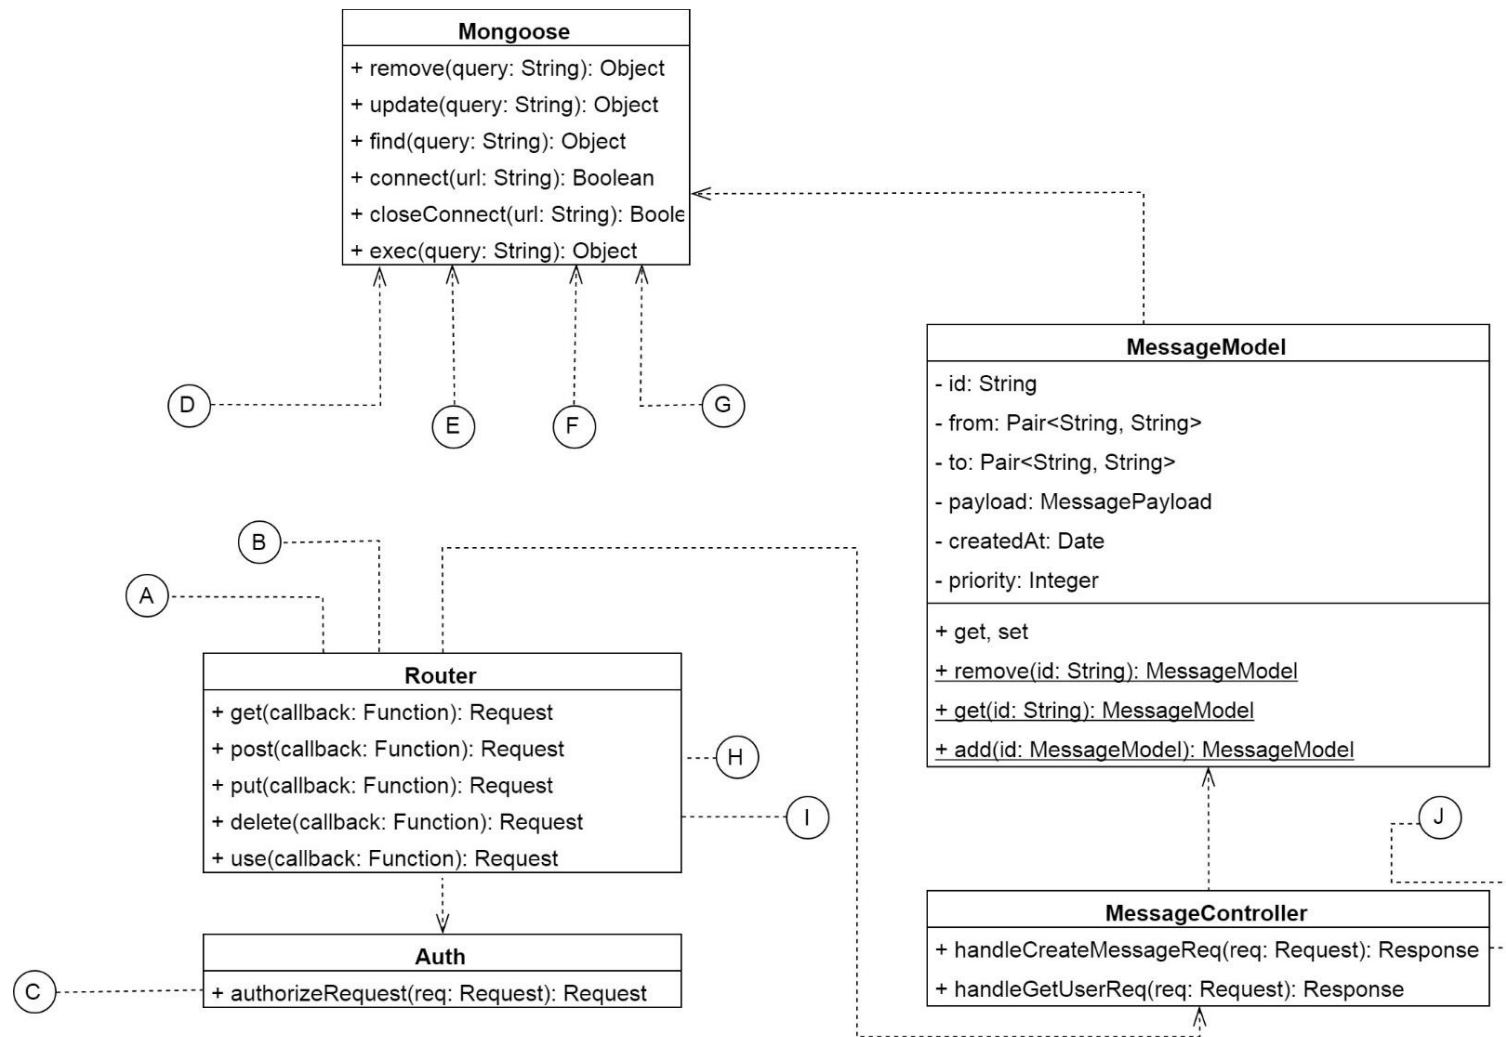 Mongoose
+ remove(query: String): Object
+ update(query: String): Object
+ find(query: String): Object
+ connect(url: String): Boolean
+ closeConnect(url: String): Boole
+ exec(query: String): Object
D
E
F
G
MessageModel
- id: String
- from: Pair<String, String>
- to: Pair<String, String>
- payload: MessagePayload
- createdAt: Date
- priority: Integer
+ get, set
+ remove(id: String): MessageModel
+ get(id: String): MessageModel
+ add(id: MessageModel): MessageModel
B
A
Router
+ get(callback: Function): Request
+ post(callback: Function): Request
+ put(callback: Function): Request
+ delete(callback: Function): Request
+ use(callback: Function): Request
H
I
J
Auth
+ authorizeRequest(req: Request): Request
C
MessageController
+ handleCreateMessageReq(req: Request): Response
+ handleGetUserReq(req: Request): Response